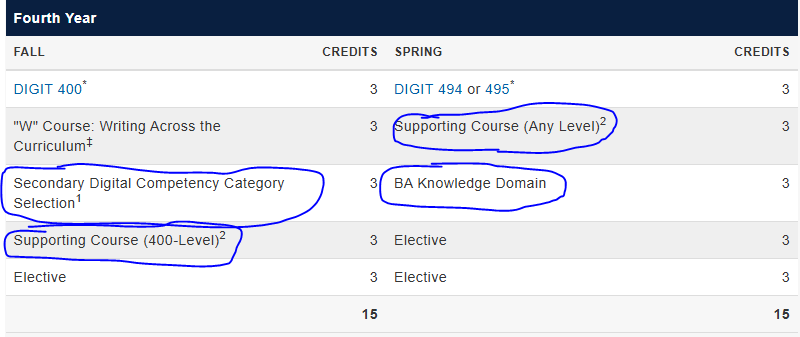 Fourth Year
FALL CREDITS SPRING CREDITS
DIGIT 400* 3 DIGIT 494 or 495* 3
"W" Course: Writing Across the Curriculum‡ 3 Supporting Course (Any Level)2 3
Secondary Digital Competency Category Selection1 3 BA Knowledge Domain 3
Supporting Course (400-Level)2 3 Elective 3
Elective 3 Elective 3
15 15